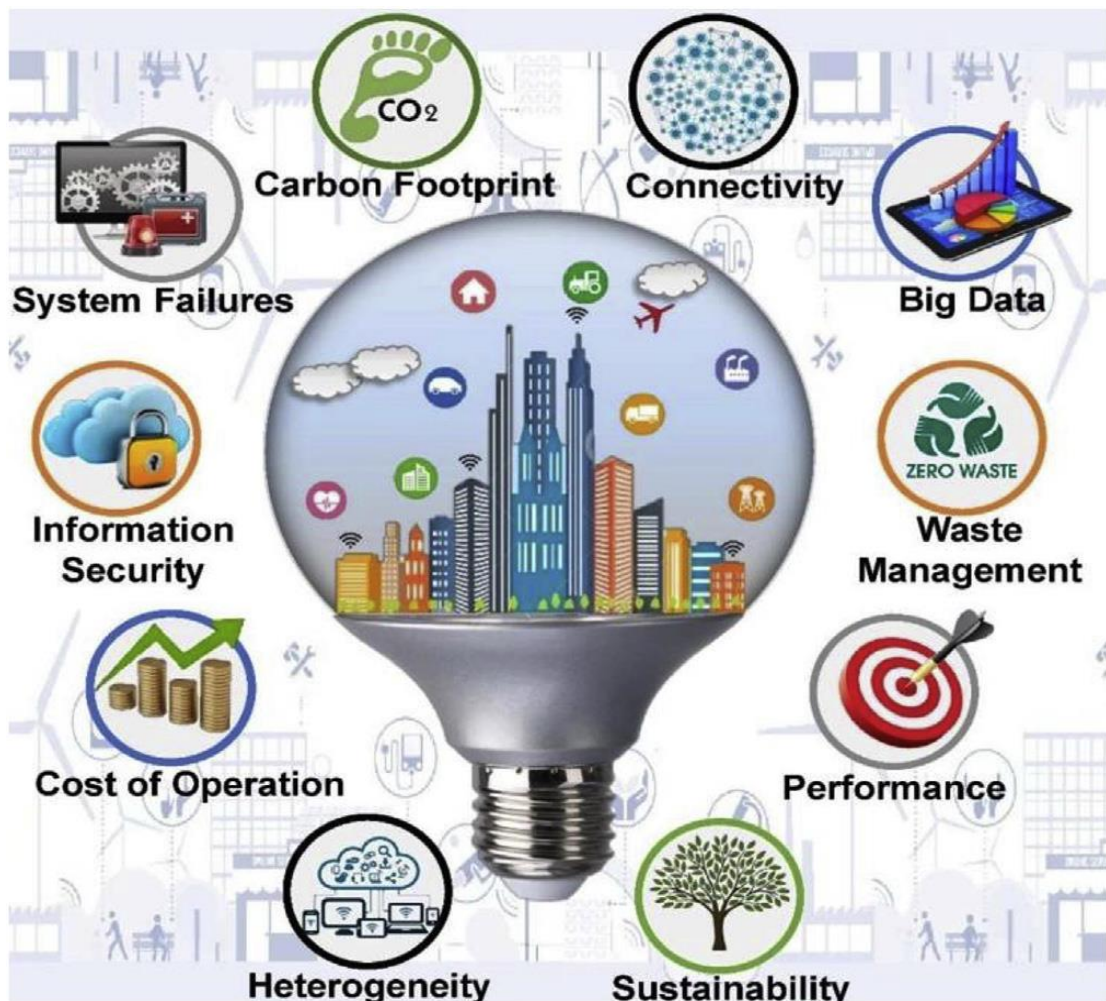 CO2
Carbon Footprint
Connectivity
System Failures
Big Data
Information
Security
ZERO WASTE
Waste
Management
Cost of Operation
Performance
Heterogeneity
Sustainability